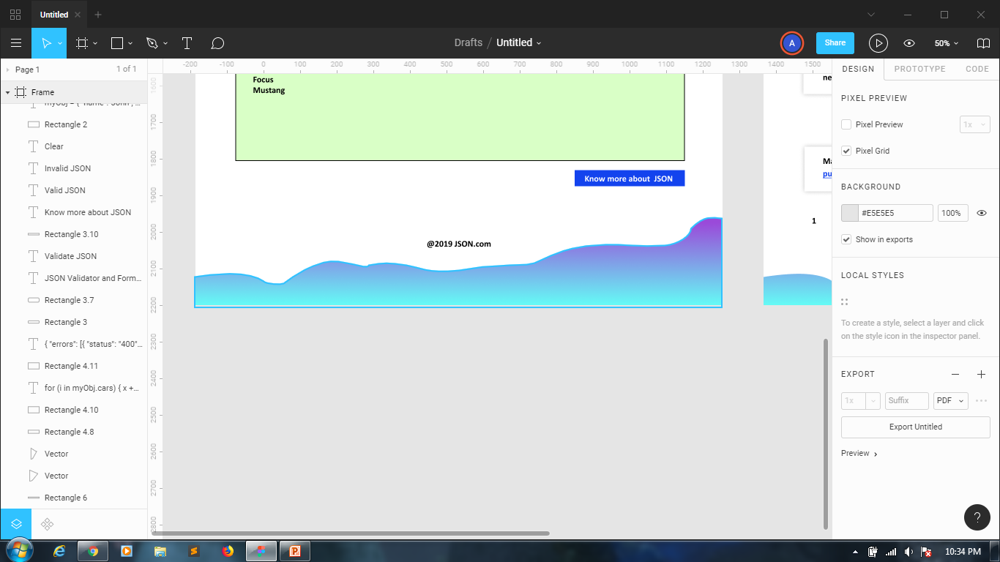 Untitled
Drafts / Untitled
A
Share
50%
Page 1
1 of 1
Frame
myObj = { "name": "John", ...
Rectangle 2
Clear
Invalid JSON
Valid JSON
Know more about JSON
Rectangle 3.10
Validate JSON
JSON Validator and Form...
Rectangle 3.7
Rectangle 3
{ "errors": [{ "status": "400"...
Rectangle 4.11
for (i in myObj.cars) { x +=...
Rectangle 4.10
Rectangle 4.8
Vector
Vector
Rectangle 6
-200 -100 0 100 200 300 400 500 600 700 800 900 1000 1100 1200 1300 1400 1500
1600
1700
1800
1900
2000
2100
2200
2300
2400
2500
2600
2700
2800
Focus
Mustang
Know more about JSON
@2019 JSON.com
ne
Ma
pu
1
DESIGN PROTOTYPE CODE
PIXEL PREVIEW
Pixel Preview 1x
Pixel Grid
BACKGROUND
#E5E5E5 100%
Show in exports
LOCAL STYLES
To create a style, select a layer and click
on the style icon in the inspector panel.
EXPORT
1x Suffix PDF
Export Untitled
Preview
?
10:34 PM